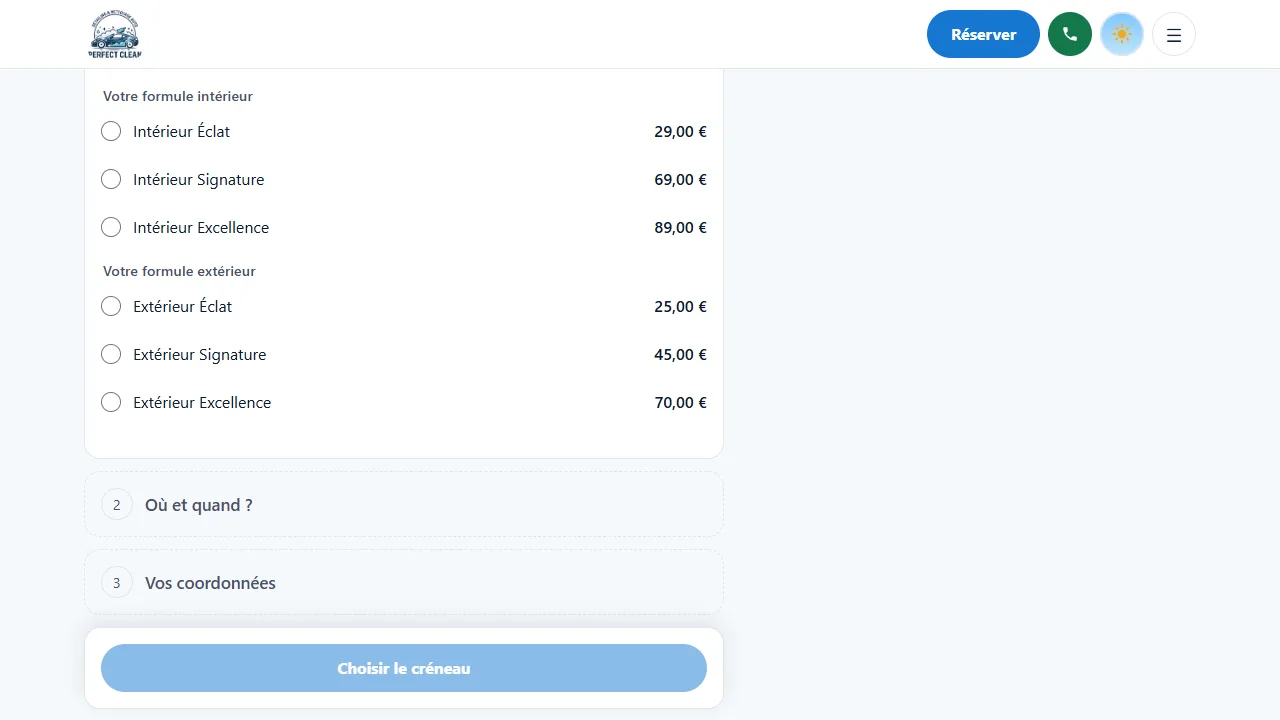 PERFECT CLEAN
Réserver
Votre formule intérieur
Intérieur Éclat 29,00 €
Intérieur Signature 69,00 €
Intérieur Excellence 89,00 €
Votre formule extérieur
Extérieur Éclat 25,00 €
Extérieur Signature 45,00 €
Extérieur Excellence 70,00 €
2 Où et quand ?
3 Vos coordonnées
Choisir le créneau